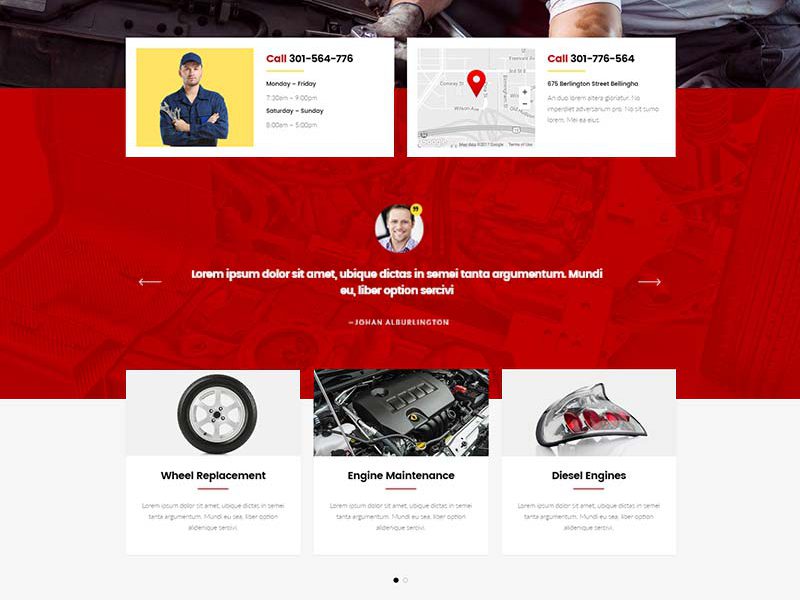 Call 301-564-776
Monday – Friday
7:30am – 9:00pm
Saturday – Sunday
8:00am – 5:00pm
Call 301-776-564
675 Berlington Street Bellingha
An duo lorem altera gloriatur. No
imperdiet adversarium pro. No sit sumo
lorem. Mei ea eius
Conway St
Wilson Ave
3rd St
Map data ©2017 Google
Terms of Use
Google
Lorem ipsum dolor sit amet, ubique dictas in semei tanta argumentum. Mundi
eu, liber option sercivi
–JOHAN ALBURLINGTON
Wheel Replacement
Lorem ipsum dolor sit amet, ubique dictas in semei
tanta argumentum. Mundi eu sea, liber option
alidenique sercivi.
Engine Maintenance
Lorem ipsum dolor sit amet, ubique dictas in semei
tanta argumentum. Mundi eu sea, liber option
alidenique sercivi.
Diesel Engines
Lorem ipsum dolor sit amet, ubique dictas in semei
tanta argumentum. Mundi eu sea, liber option
alidenique sercivi.